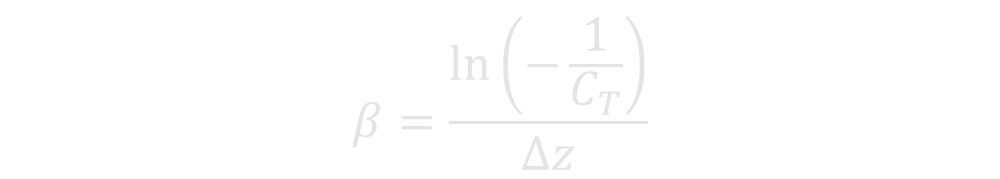 β = ln(−1/C_T)/Δz